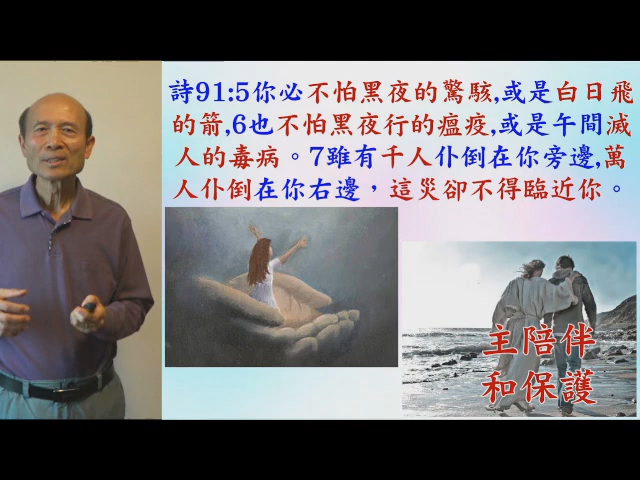 詩91:5你必不怕黑夜的驚駭,或是白日飛
的箭,6也不怕黑夜行的瘟疫,或是午間滅
人的毒病。7雖有千人仆倒在你旁邊,萬
人仆倒在你右邊，這災卻不得臨近你。
主陪伴
和保護